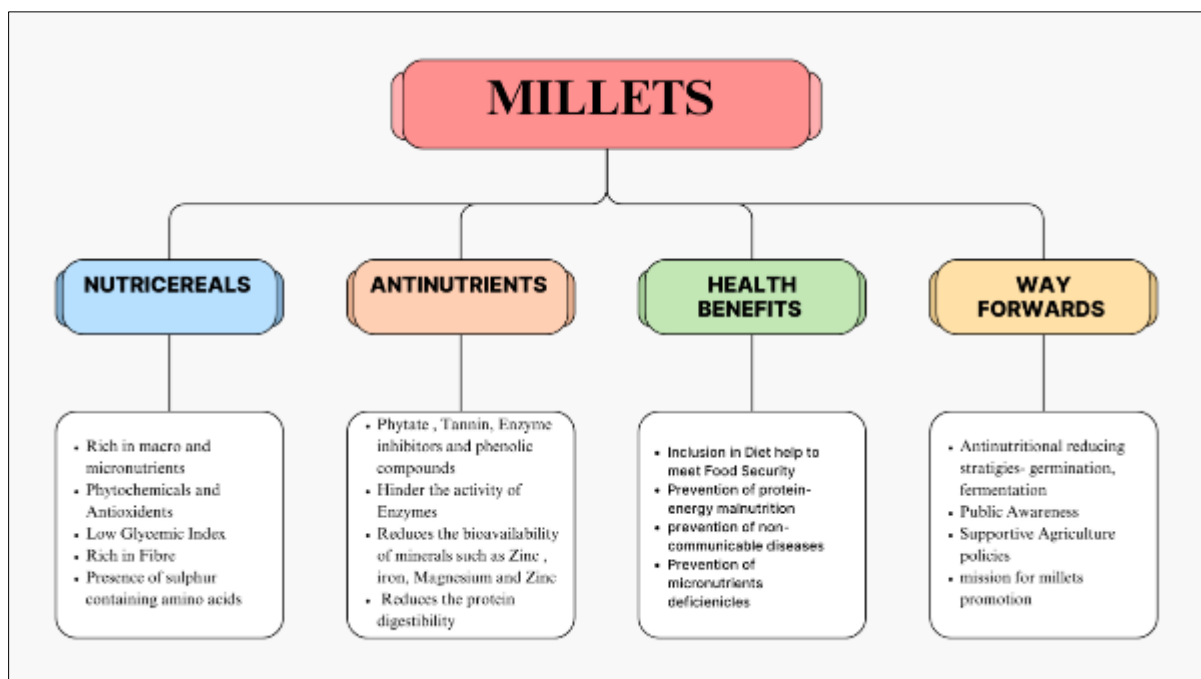 MILLETS
NUTRICEREALS
• Rich in macro and
micronutrients
• Phytochemicals and
Antioxidents
• Low Glycemic Index
• Rich in Fibre
• Presence of sulphur
containing amino acids
ANTINUTRIENTS
• Phytate , Tannin, Enzyme
inhibitors and phenolic
compounds
• Hinder the activity of
Enzymes
• Reduces the bioavailability
of minerals such as Zinc ,
iron, Magnesium and Zinc
• Reduces the protein
digestibility
HEALTH
BENEFITS
• Inclusion in Diet help to
meet Food Security
• Prevention of protein-
energy malnutrition
• prevention of non-
communicable diseases
• Prevention of
micronutrients
deficienicles
WAY
FORWARDS
• Antinutritional reducing
stratigies- germination,
fermentation
• Public Awareness
• Supportive Agriculture
policies
• mission for millets
promotion